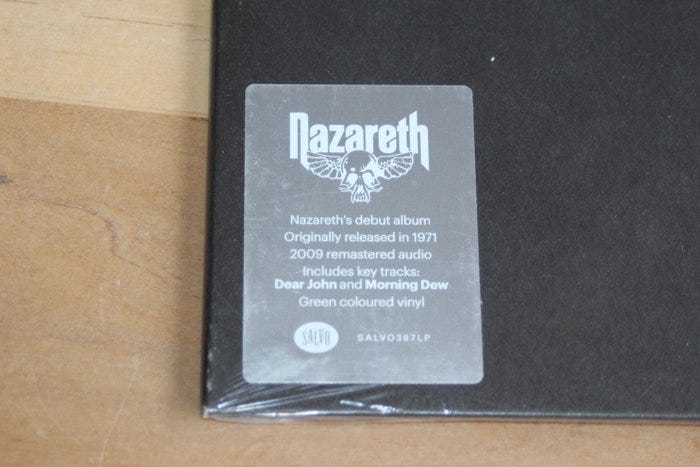 Nazareth
Nazareth's debut album
Originally released in 1971
2009 remastered audio
Includes key tracks:
Dear John and Morning Dew
Green coloured vinyl
SALVO SALVO387LP